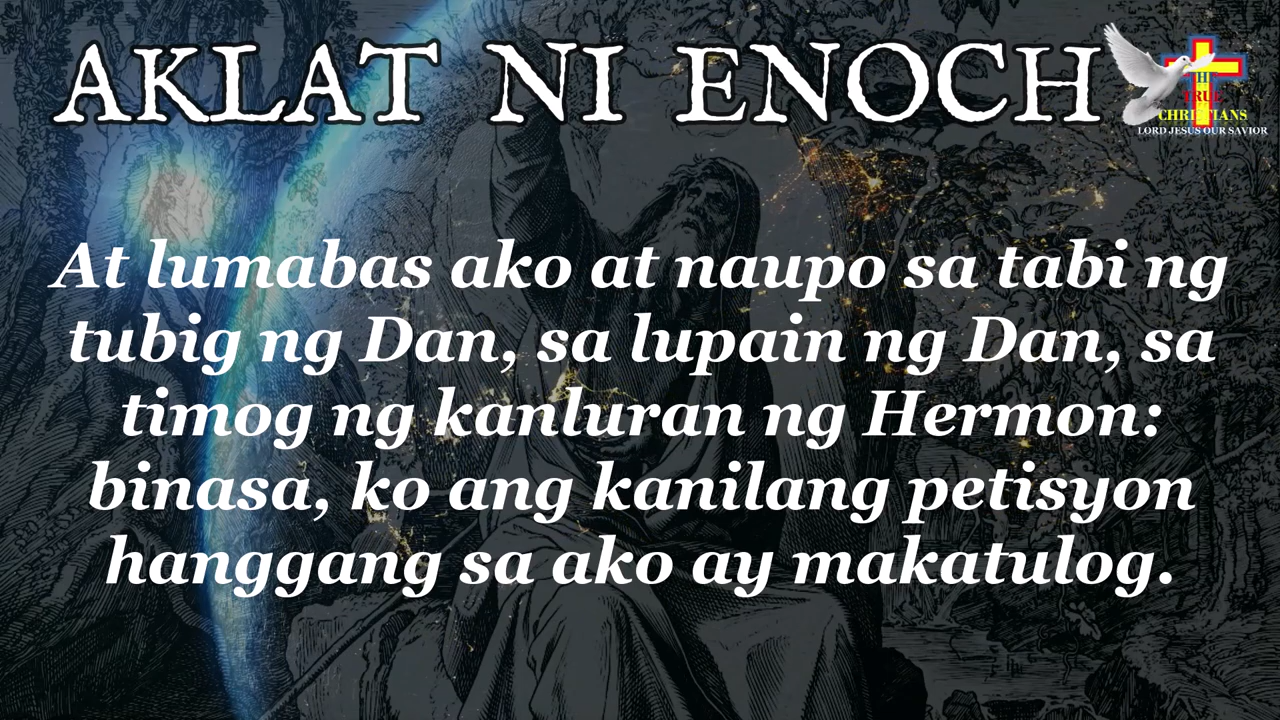 AKLAT NI ENOCH
TRUE
CHRISTIANS
LORD JESUS OUR SAVIOR
At lumabas ako at naupo sa tabi ng
tubig ng Dan, sa lupain ng Dan, sa
timog ng kanluran ng Hermon:
binasa, ko ang kanilang petisyon
hanggang sa ako ay makatulog.